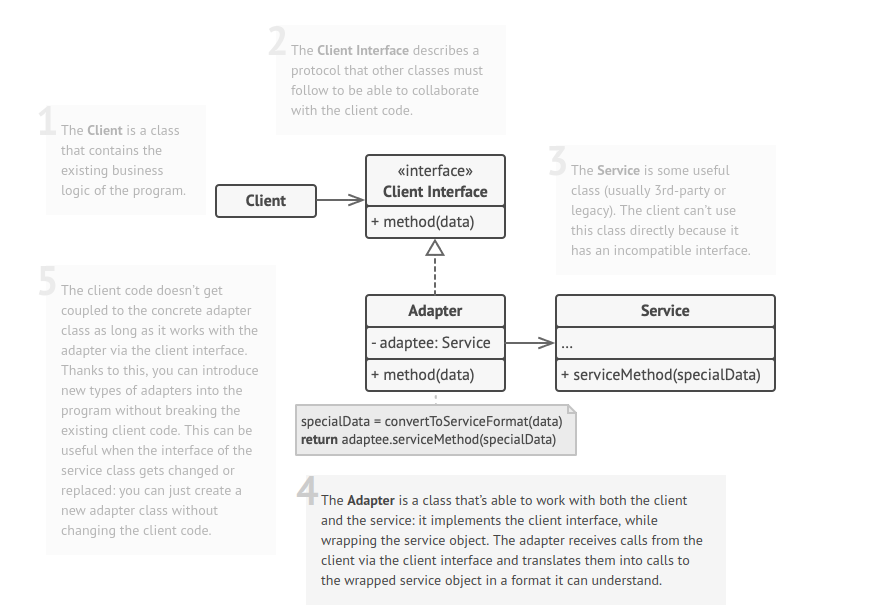 2
The Client Interface describes a
protocol that other classes must
follow to be able to collaborate
with the client code.
1
The Client is a class
that contains the
existing business
logic of the program.
Client
«interface»
Client Interface
+ method(data)
3
The Service is some useful
class (usually 3rd-party or
legacy). The client can't use
this class directly because it
has an incompatible interface.
5
The client code doesn't get
coupled to the concrete adapter
class as long as it works with the
adapter via the client interface.
Thanks to this, you can introduce
new types of adapters into the
program without breaking the
existing client code. This can be
useful when the interface of the
service class gets changed or
replaced: you can just create a
new adapter class without
changing the client code.
Adapter
- adaptee: Service
+ method(data)
Service
...
+ serviceMethod(specialData)
specialData = convertToServiceFormat(data)
return adaptee.serviceMethod(specialData)
4
The Adapter is a class that's able to work with both the client
and the service: it implements the client interface, while
wrapping the service object. The adapter receives calls from the
client via the client interface and translates them into calls to
the wrapped service object in a format it can understand.